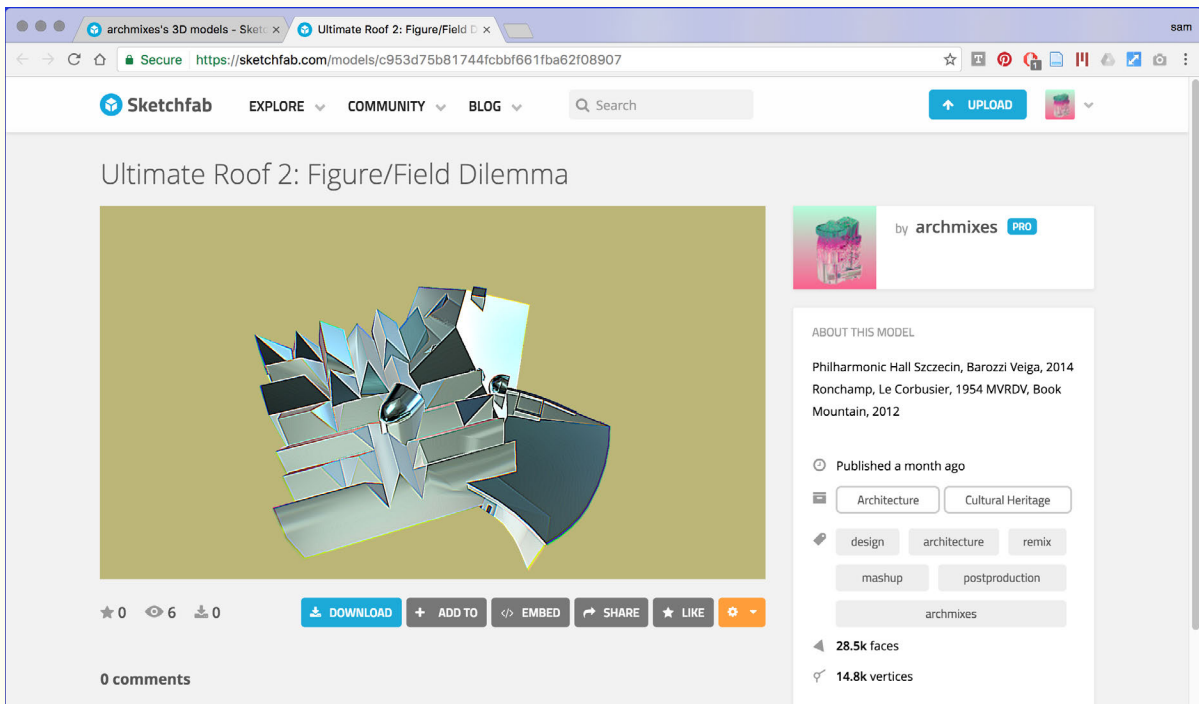 archmixes's 3D models - Sketc
Ultimate Roof 2: Figure/Field D
sam
Secure https://sketchfab.com/models/c953d75b81744fcbbf661fba62f08907
Sketchfab EXPLORE COMMUNITY BLOG Search UPLOAD
Ultimate Roof 2: Figure/Field Dilemma
by archmixes PRO
ABOUT THIS MODEL
Philharmonic Hall Szczecin, Barozzi Veiga, 2014
Ronchamp, Le Corbusier, 1954 MVRDV, Book
Mountain, 2012
Published a month ago
Architecture Cultural Heritage
design architecture remix
mashup postproduction
archmixes
28.5k faces
14.8k vertices
0 6 0 DOWNLOAD + ADD TO </> EMBED SHARE LIKE
0 comments